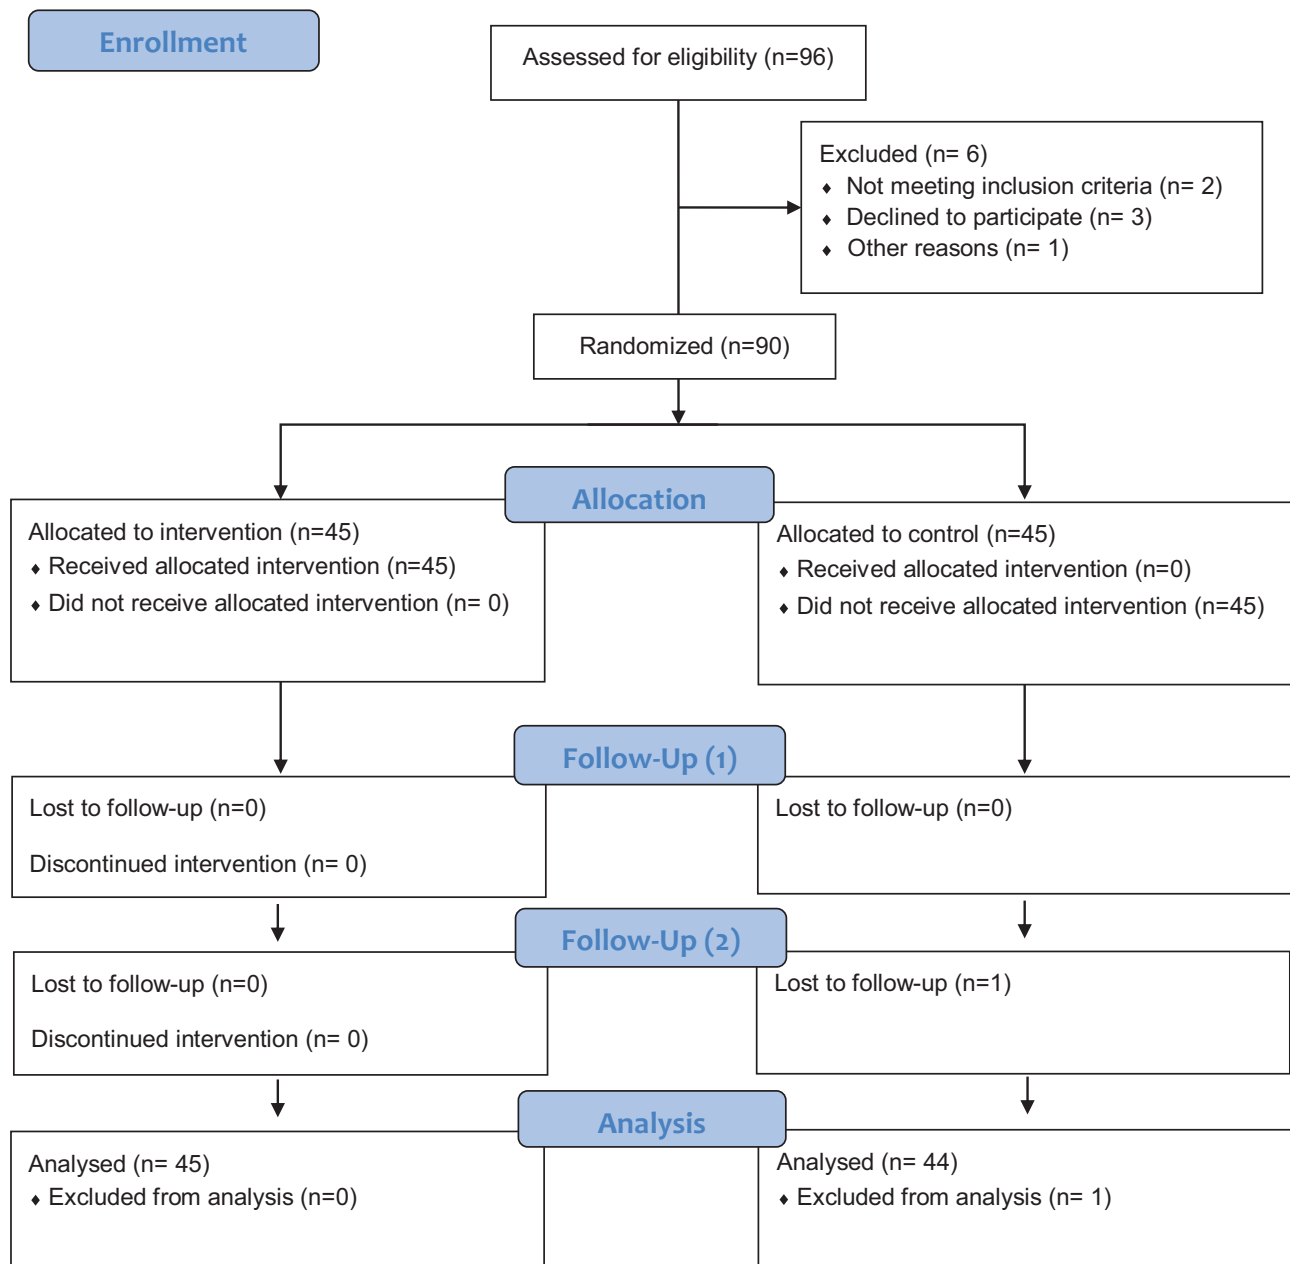 Enrollment
Assessed for eligibility (n=96)
Excluded (n= 6)
♦ Not meeting inclusion criteria (n= 2)
♦ Declined to participate (n= 3)
♦ Other reasons (n= 1)
Randomized (n=90)
Allocation
Allocated to intervention (n=45)
♦ Received allocated intervention (n=45)
♦ Did not receive allocated intervention (n= 0)
Allocated to control (n=45)
♦ Received allocated intervention (n=0)
♦ Did not receive allocated intervention (n=45)
Follow-Up (1)
Lost to follow-up (n=0)
Discontinued intervention (n= 0)
Lost to follow-up (n=0)
Follow-Up (2)
Lost to follow-up (n=0)
Discontinued intervention (n= 0)
Lost to follow-up (n=1)
Analysis
Analysed (n= 45)
♦ Excluded from analysis (n=0)
Analysed (n= 44)
♦ Excluded from analysis (n= 1)